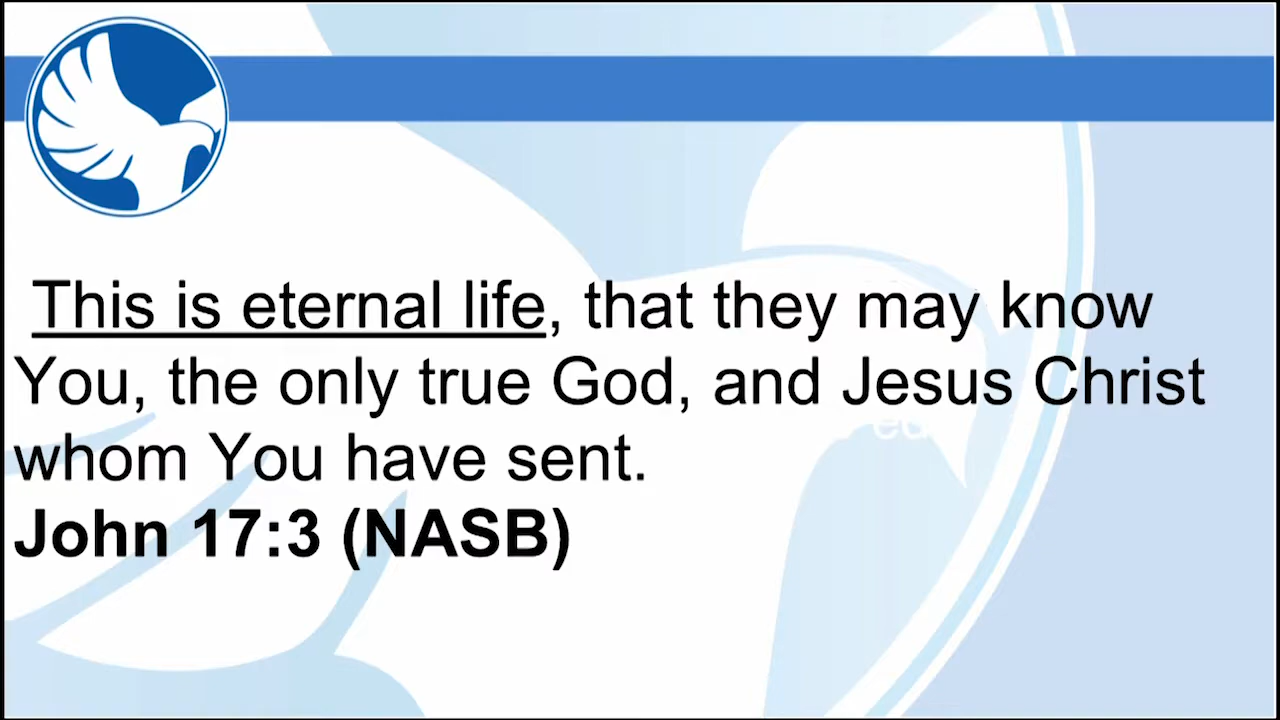 This is eternal life, that they may know
You, the only true God, and Jesus Christ
whom You have sent.
John 17:3 (NASB)